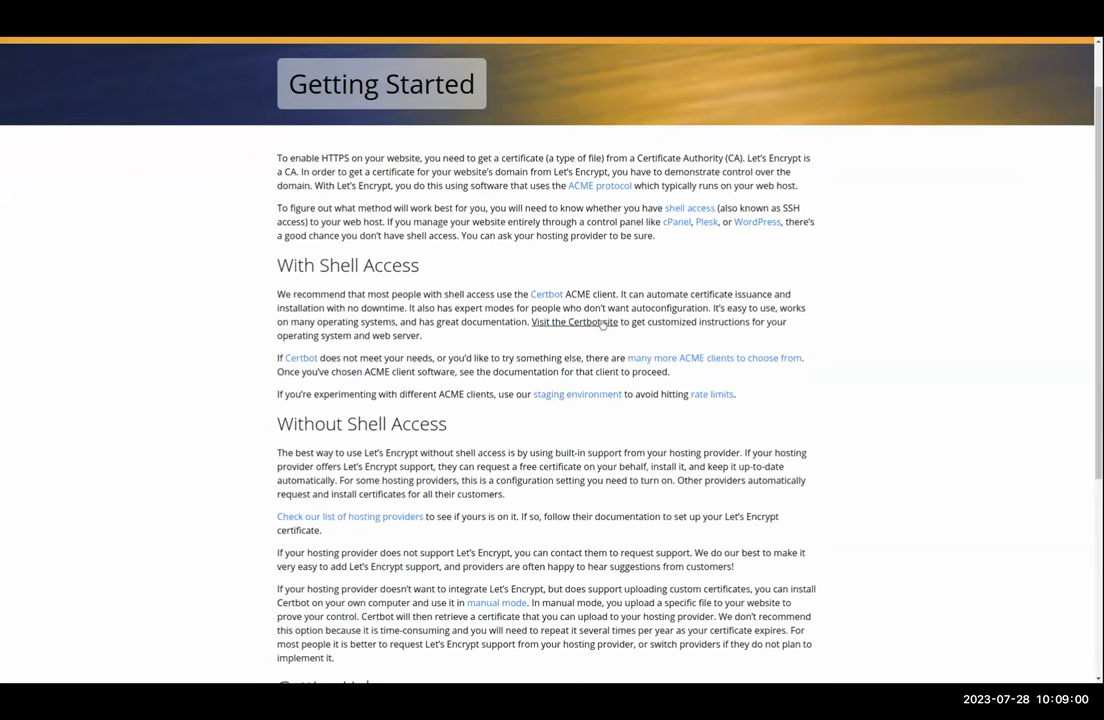 Getting Started
To enable HTTPS on your website, you need to get a certificate (a type of file) from a Certificate Authority (CA). Let's Encrypt is
a CA. In order to get a certificate for your website's domain from Let's Encrypt, you have to demonstrate control over the
domain. With Let's Encrypt, you do this using software that uses the ACME protocol which typically runs on your web host.
To figure out what method will work best for you, you will need to know whether you have shell access (also known as SSH
access) to your web host. If you manage your website entirely through a control panel like cPanel, Plesk, or WordPress, there's
a good chance you don't have shell access. You can ask your hosting provider to be sure.
With Shell Access
We recommend that most people with shell access use the Certbot ACME client. It can automate certificate issuance and
installation with no downtime. It also has expert modes for people who don't want autoconfiguration. It's easy to use, works
on many operating systems, and has great documentation. Visit the Certbot site to get customized instructions for your
operating system and web server.
If Certbot does not meet your needs, or you'd like to try something else, there are many more ACME clients to choose from.
Once you've chosen ACME client software, see the documentation for that client to proceed.
If you're experimenting with different ACME clients, use our staging environment to avoid hitting rate limits.
Without Shell Access
The best way to use Let's Encrypt without shell access is by using built-in support from your hosting provider. If your hosting
provider offers Let's Encrypt support, they can request a free certificate on your behalf, install it, and keep it up-to-date
automatically. For some hosting providers, this is a configuration setting you need to turn on. Other providers automatically
request and install certificates for all their customers.
Check our list of hosting providers to see if yours is on it. If so, follow their documentation to set up your Let's Encrypt
certificate.
If your hosting provider does not support Let's Encrypt, you can contact them to request support. We do our best to make it
very easy to add Let's Encrypt support, and providers are often happy to hear suggestions from customers!
If your hosting provider doesn't want to integrate Let's Encrypt, but does support uploading custom certificates, you can install
Certbot on your own computer and use it in manual mode. In manual mode, you upload a specific file to your website to
prove your control. Certbot will then retrieve a certificate that you can upload to your hosting provider. We don't recommend
this option because it is time-consuming and you will need to repeat it several times per year as your certificate expires. For
most people it is better to request Let's Encrypt support from your hosting provider, or switch providers if they do not plan to
implement it.
2023-07-28 10:09:00